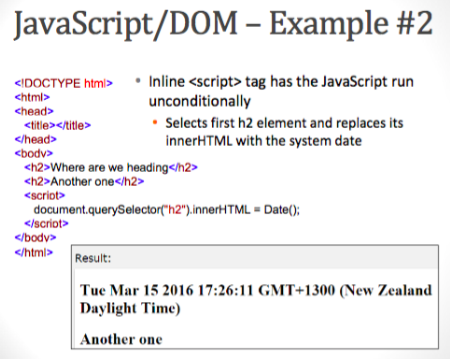 JavaScript/DOM – Example #2
<!DOCTYPE html>
<html>
<head>
<title></title>
</head>
<body>
<h2>Where are we heading</h2>
<h2>Another one</h2>
<script>
document.querySelector("h2").innerHTML = Date();
</script>
</body>
</html>
• Inline <script> tag has the JavaScript run
unconditionally
• Selects first h2 element and replaces its
innerHTML with the system date
Result:
Tue Mar 15 2016 17:26:11 GMT+1300 (New Zealand
Daylight Time)
Another one